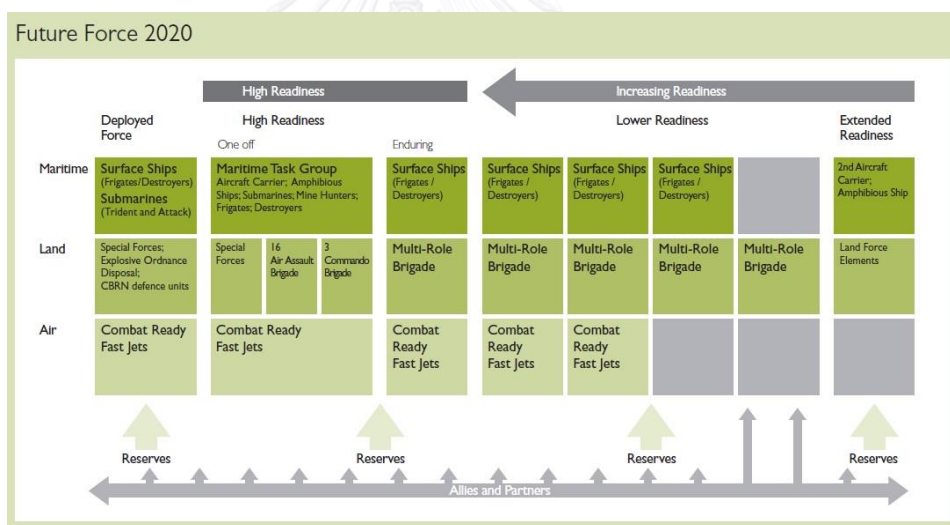 Future Force 2020
High Readiness
Increasing Readiness
Deployed
Force
High Readiness
Lower Readiness
Extended
Readiness
One off
Enduring
Maritime
Surface Ships
(Frigates/Destroyers)
Submarines
(Trident and Attack)
Maritime Task Group
Aircraft Carrier; Amphibious
Ships; Submarines; Mine Hunters;
Frigates; Destroyers
Surface Ships
(Frigates /
Destroyers)
Surface Ships
(Frigates /
Destroyers)
Surface Ships
(Frigates /
Destroyers)
Surface Ships
(Frigates /
Destroyers)
2nd Aircraft
Carrier;
Amphibious Ship
Land
Special Forces;
Explosive Ordnance
Disposal;
CBRN defence units
Special
Forces
16
Air Assault
Brigade
3
Commando
Brigade
Multi-Role
Brigade
Multi-Role
Brigade
Multi-Role
Brigade
Multi-Role
Brigade
Multi-Role
Brigade
Land Force
Elements
Air
Combat Ready
Fast Jets
Combat Ready
Fast Jets
Combat
Ready
Fast Jets
Combat
Ready
Fast Jets
Combat
Ready
Fast Jets
Reserves
Reserves
Reserves
Reserves
Allies and Partners